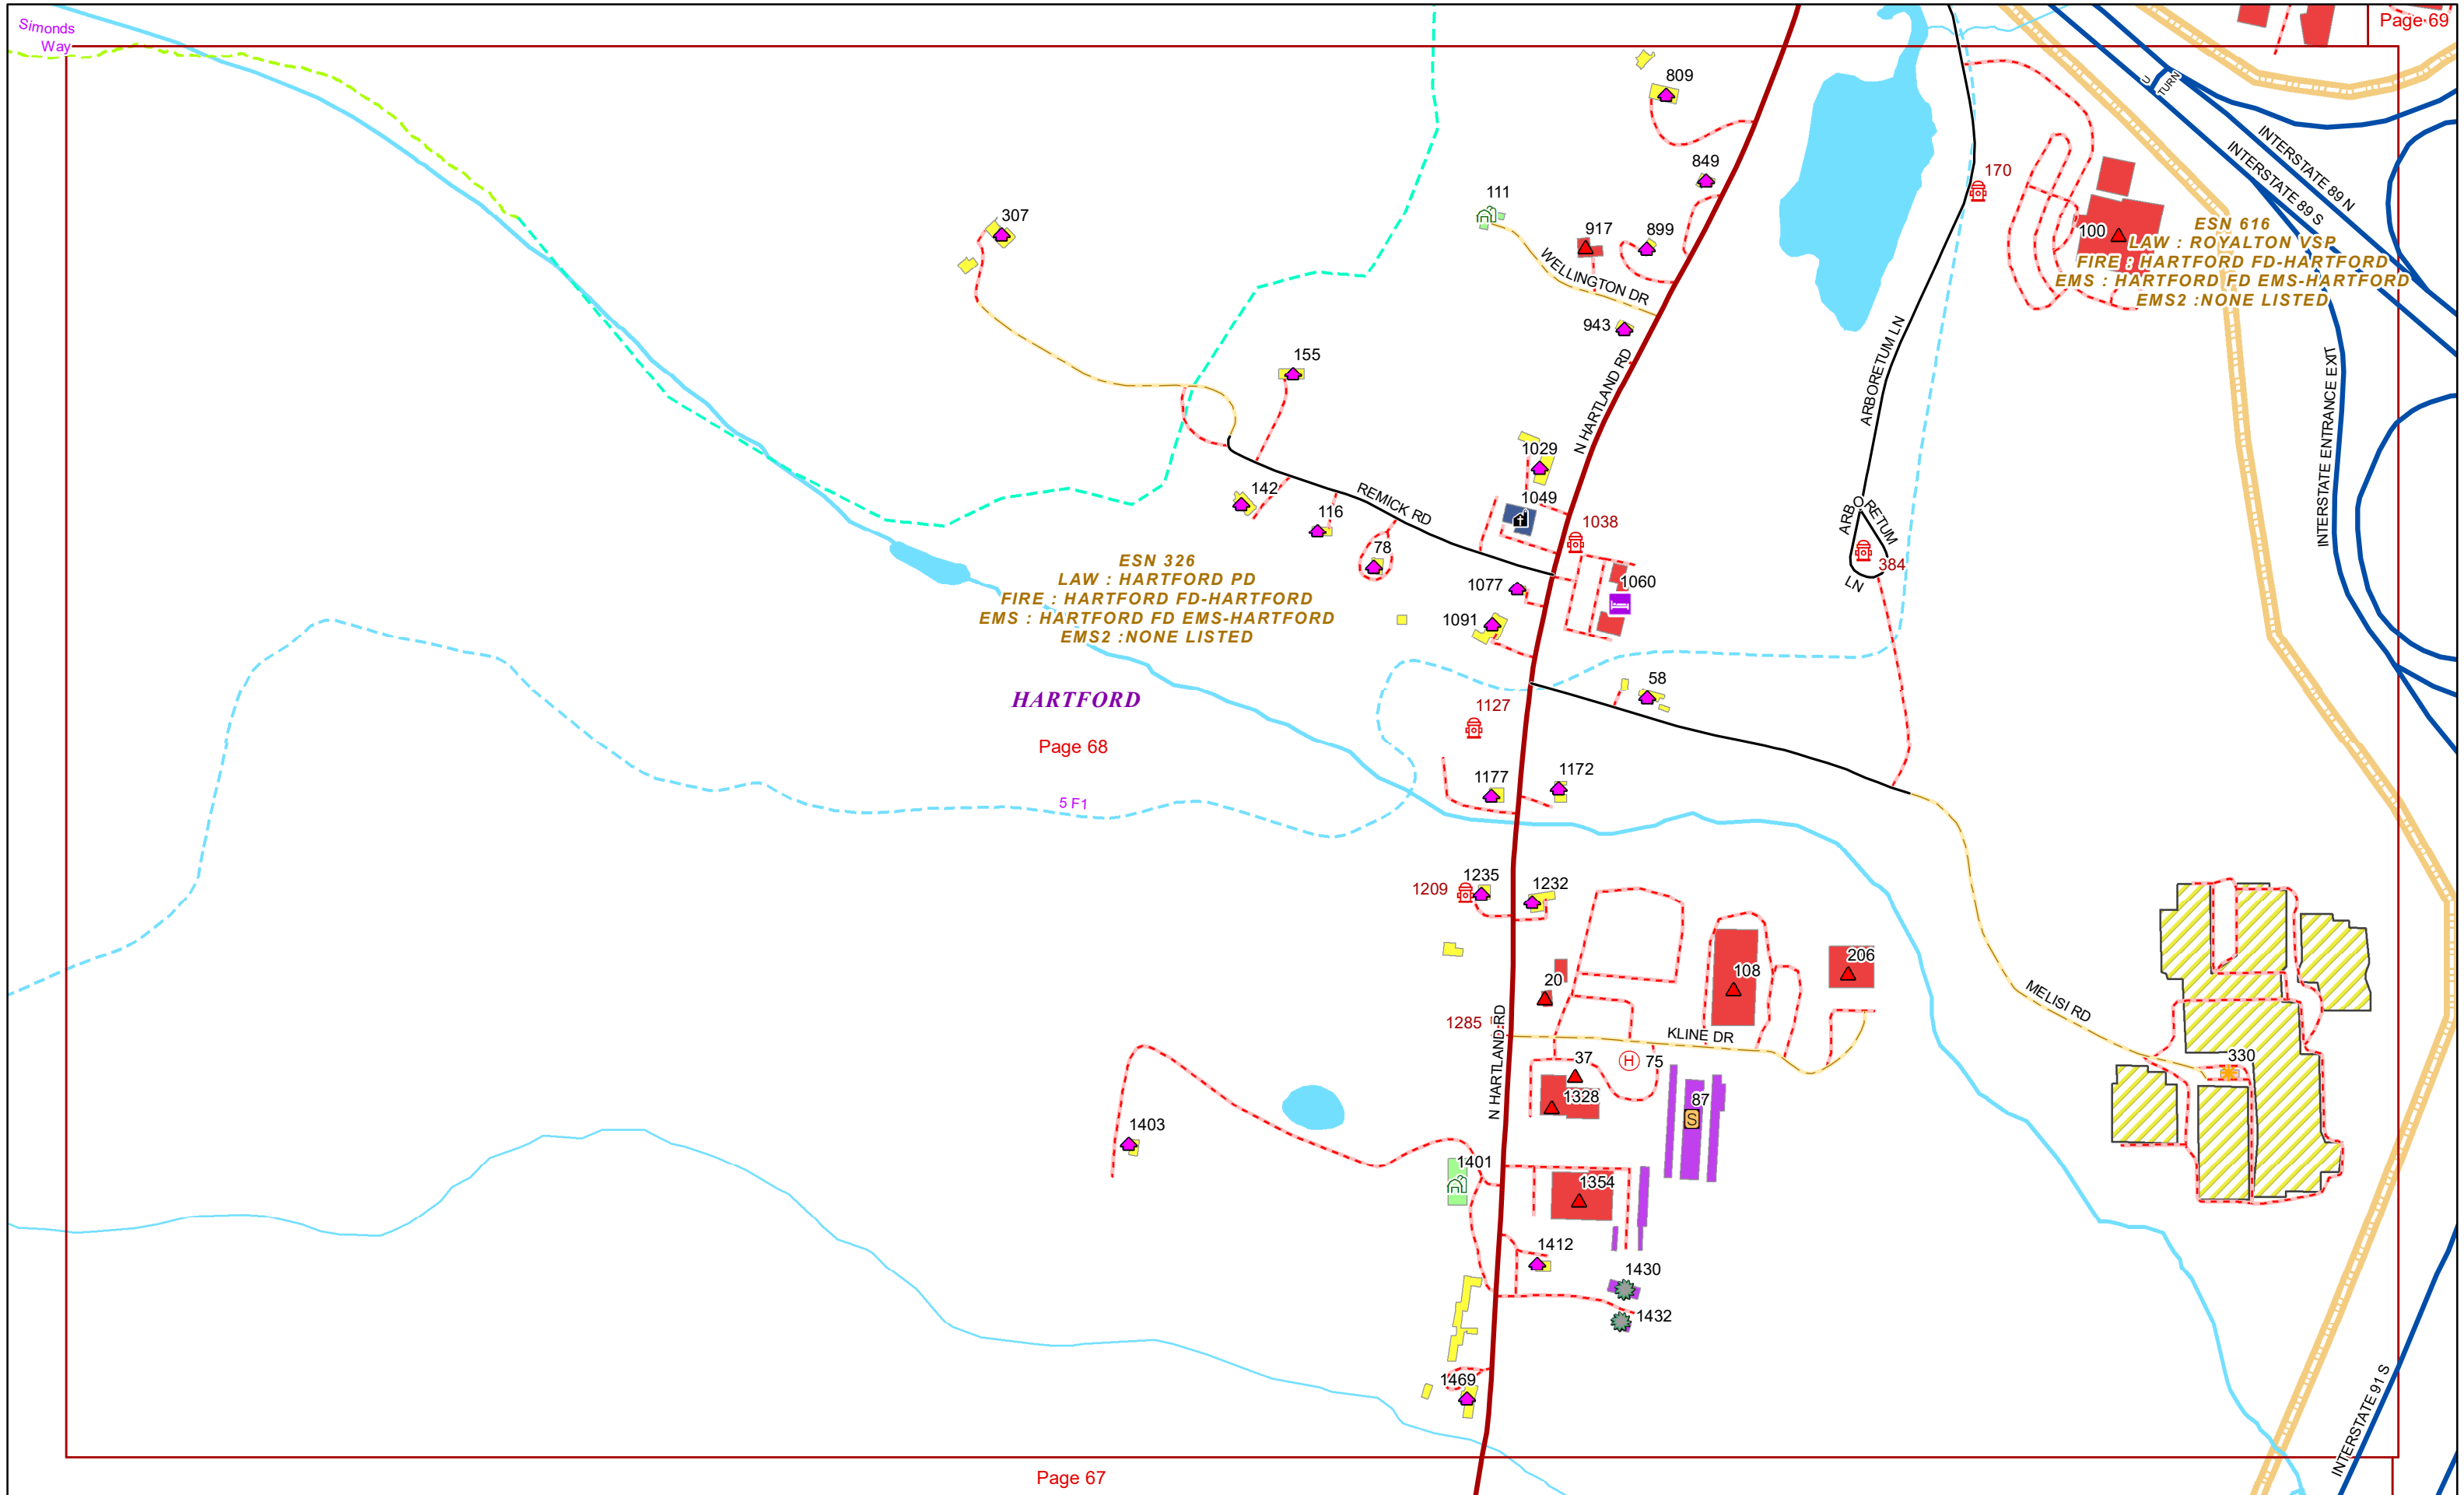 Simonds
Way
Page 69
809
U
TURN
INTERSTATE 89 N
INTERSTATE 89 S
849
170
111
307
917
899
100
ESN 616
LAW : ROYALTON VSP
FIRE : HARTFORD FD-HARTFORD
EMS : HARTFORD FD EMS-HARTFORD
EMS2 :NONE LISTED
8
WELLINGTON DR
943
155
N HARTLAND RD
ARBORETUM LN
INTERSTATE ENTRANCE EXIT
1029
142
REMICK RD
1049
116
1038
ARBORETUM
LN
78
384
ESN 326
LAW : HARTFORD PD
FIRE : HARTFORD FD-HARTFORD
EMS : HARTFORD FD EMS-HARTFORD
EMS2 :NONE LISTED
1077
1060
1091
58
HARTFORD
1127
Page 68
1177
1172
5 F1
1209
1235
1232
206
108
20
MELISI RD
1285
N HARTLAND RD
KLINE DR
37
H
75
330
1328
87
S
1403
1401
1354
1412
1430
1432
1469
INTERSTATE 91 S
Page 67